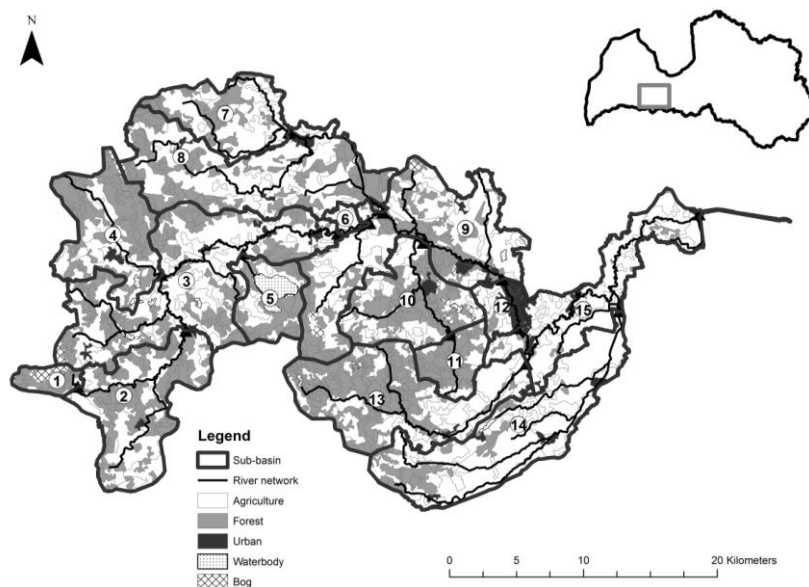 N
7
8
6
9
4
3
5
10
12
15
1
2
11
13
14
Legend
Sub-basin
River network
Agriculture
Forest
Urban
Waterbody
Bog
0 5 10 20 Kilometers